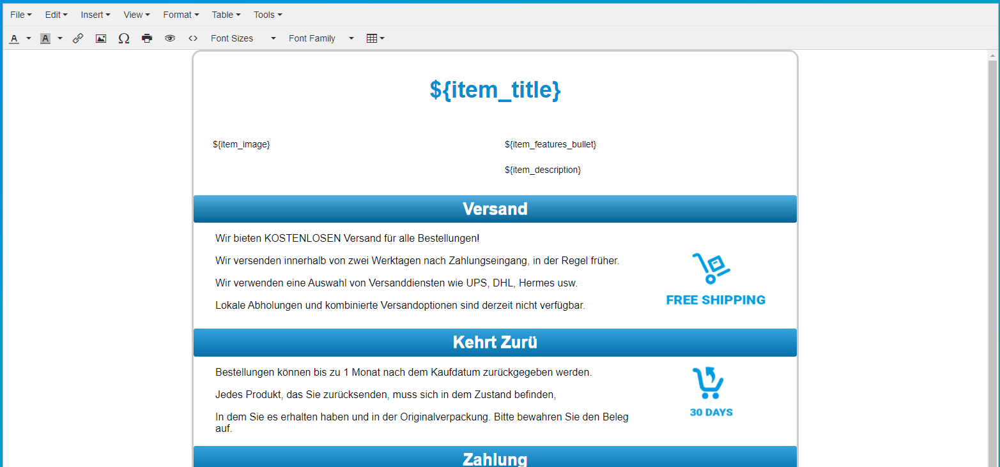 File Edit Insert View Format Table Tools
A A Ω <> Font Sizes Font Family
${item_title}
${item_image} ${item_features_bullet}
${item_description}
Versand
Wir bieten KOSTENLOSEN Versand für alle Bestellungen!
Wir versenden innerhalb von zwei Werktagen nach Zahlungseingang, in der Regel früher.
Wir verwenden eine Auswahl von Versanddiensten wie UPS, DHL, Hermes usw.
Lokale Abholungen und kombinierte Versandoptionen sind derzeit nicht verfügbar.
FREE SHIPPING
Kehrt Zurü
Bestellungen können bis zu 1 Monat nach dem Kaufdatum zurückgegeben werden.
Jedes Produkt, das Sie zurücksenden, muss sich in dem Zustand befinden,
In dem Sie es erhalten haben und in der Originalverpackung. Bitte bewahren Sie den Beleg
auf.
30 DAYS
Zahlung